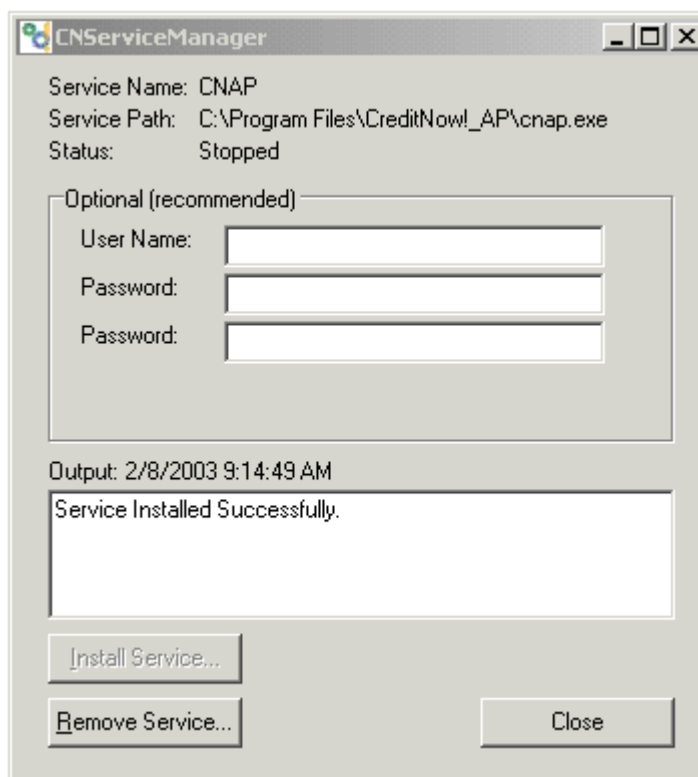 CNServiceManager
Service Name: CNAP
Service Path: C:\Program Files\CreditNow!_AP\cnap.exe
Status: Stopped
Optional (recommended)
User Name:
Password:
Password:
Output: 2/8/2003 9:14:49 AM
Service Installed Successfully.
Install Service...
Remove Service...
Close